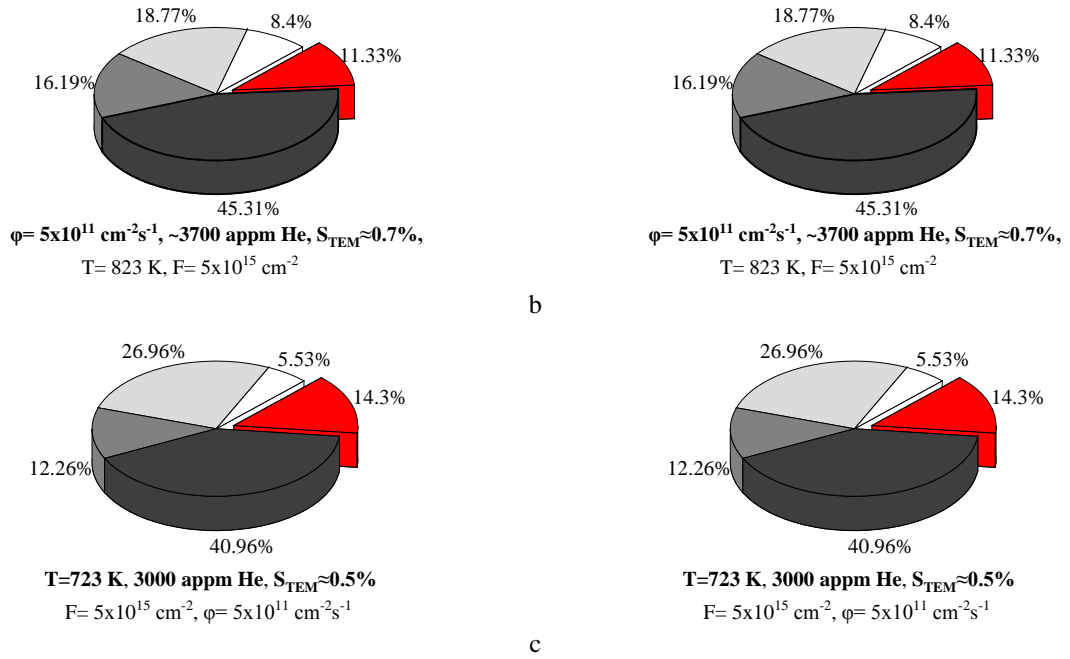 18.77% 8.4% 18.77% 8.4%
11.33% 11.33%
16.19% 16.19%
45.31% 45.31%
φ= 5x10¹¹ cm⁻²s⁻¹, ~3700 appm He, S_TEM≈0.7%, φ= 5x10¹¹ cm⁻²s⁻¹, ~3700 appm He, S_TEM≈0.7%,
T= 823 K, F= 5x10¹⁵ cm⁻² T= 823 K, F= 5x10¹⁵ cm⁻²
b
26.96% 5.53% 26.96% 5.53%
14.3% 14.3%
12.26% 12.26%
40.96% 40.96%
T=723 K, 3000 appm He, S_TEM≈0.5% T=723 K, 3000 appm He, S_TEM≈0.5%
F= 5x10¹⁵ cm⁻², φ= 5x10¹¹ cm⁻²s⁻¹ F= 5x10¹⁵ cm⁻², φ= 5x10¹¹ cm⁻²s⁻¹
c